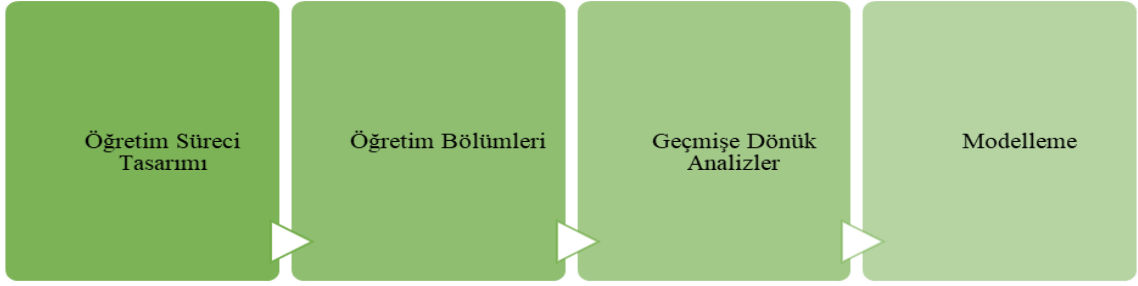 Öğretim Süreci
Tasarımı
Öğretim Bölümleri
Geçmişe Dönük
Analizler
Modelleme